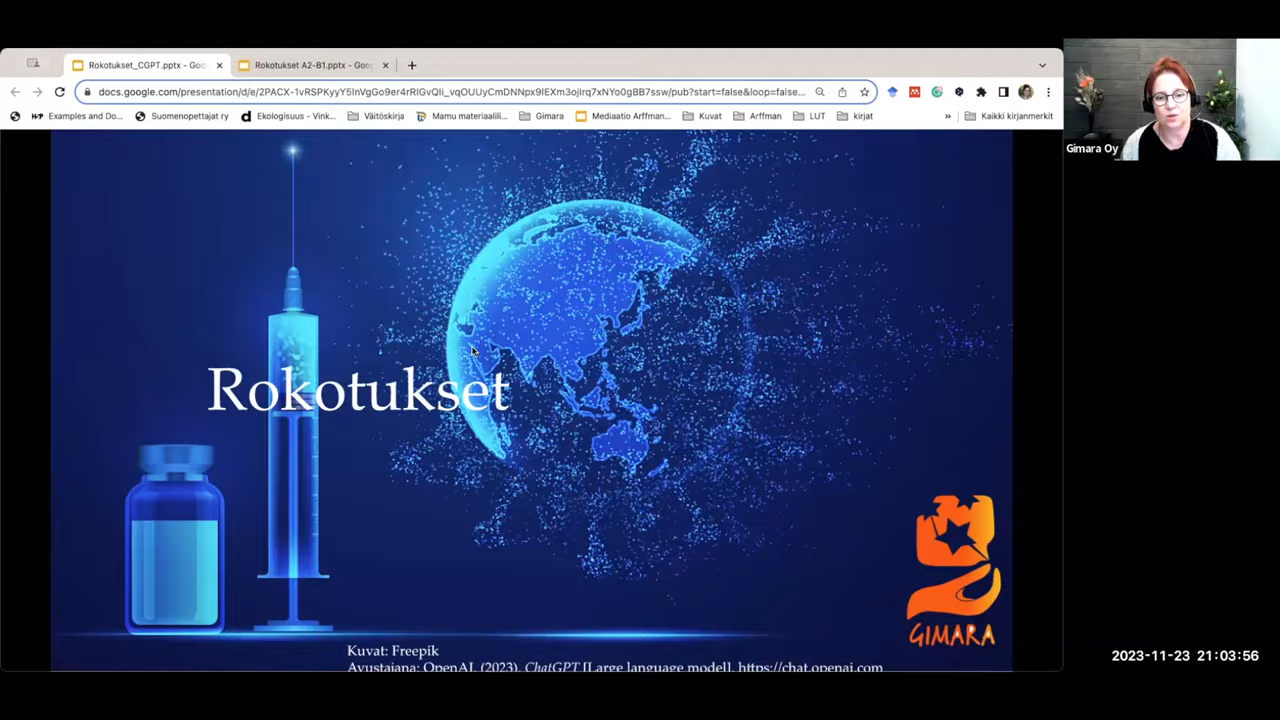 Rokotukset_CGPT.pptx - Goo
Rokotukset A2-B1.pptx - Goo
docs.google.com/presentation/d/e/2PACX-1vRSPKyyY5InVgGo9er4rRIGvQIi_vqOUUyCmDNNpx9IEXm3ojIrq7xNYo0gBB7ssw/pub?start=false&loop=false...
Examples and Do...
Suomenopettajat ry
Ekologisuus - Vink...
Väitöskirja
Mamu materiaalil...
Gimara
Mediaatio Arffman...
Kuvat
Arffman
LUT
kirjat
»
Kaikki kirjanmerkit
Gimara Oy
Rokotukset
GIMARA
Kuvat: Freepik
Avustajana: OpenAI. (2023). ChatGPT [Large language model]. https://chat.openai.com
2023-11-23 21:03:56